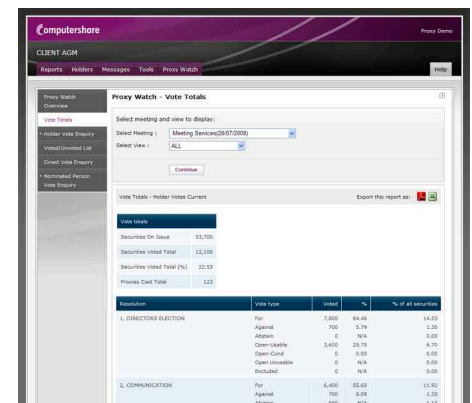 Computershare
Proxy Demo
CLIENT AGM
Reports Holders Messages Tools Proxy Watch Help
Proxy Watch Overview
Vote Totals
Holder Vote Enquiry
Voted/Unvoted List
Direct Vote Enquiry
Nominated Person Vote Enquiry
Proxy Watch - Vote Totals
Select meeting and view to display:
Select Meeting : Meeting Services(28/07/2008)
Select View : ALL
Continue
Vote Totals - Holder Votes Current Export this report as:
Vote totals
Securities On Issue 53,700
Securities Voted Total 12,100
Securities Voted Total (%) 22.53
Proxies Cast Total 123
Resolution Vote type Voted % % of all securities
1, DIRECTORS ELECTION For 7,800 64.46 14.53
Against 700 5.79 1.30
Abstain 0 N/A 0.00
Open-Usable 3,600 29.75 6.70
Open-Cond 0 0.00 0.00
Open Unusable 0 N/A 0.00
Excluded 0 N/A 0.00
2, COMMUNICATION For 6,400 55.65 11.92
Against 700 6.09 1.30